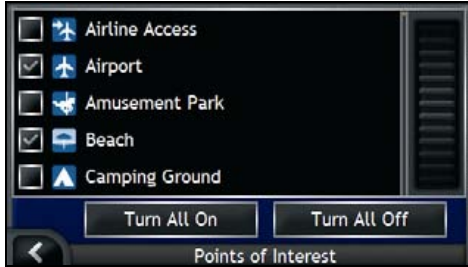 Airline Access
Airport
Amusement Park
Beach
Camping Ground
Turn All On Turn All Off
Points of Interest